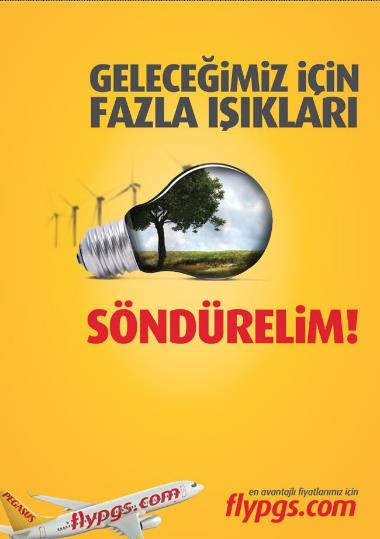 GELECEĞİMİZ İÇİN
FAZLA IŞIKLARI
SÖNDÜRELİM!
PEGASUS
flypgs.com
en avantajlı fiyatlarımız için
flypgs.com